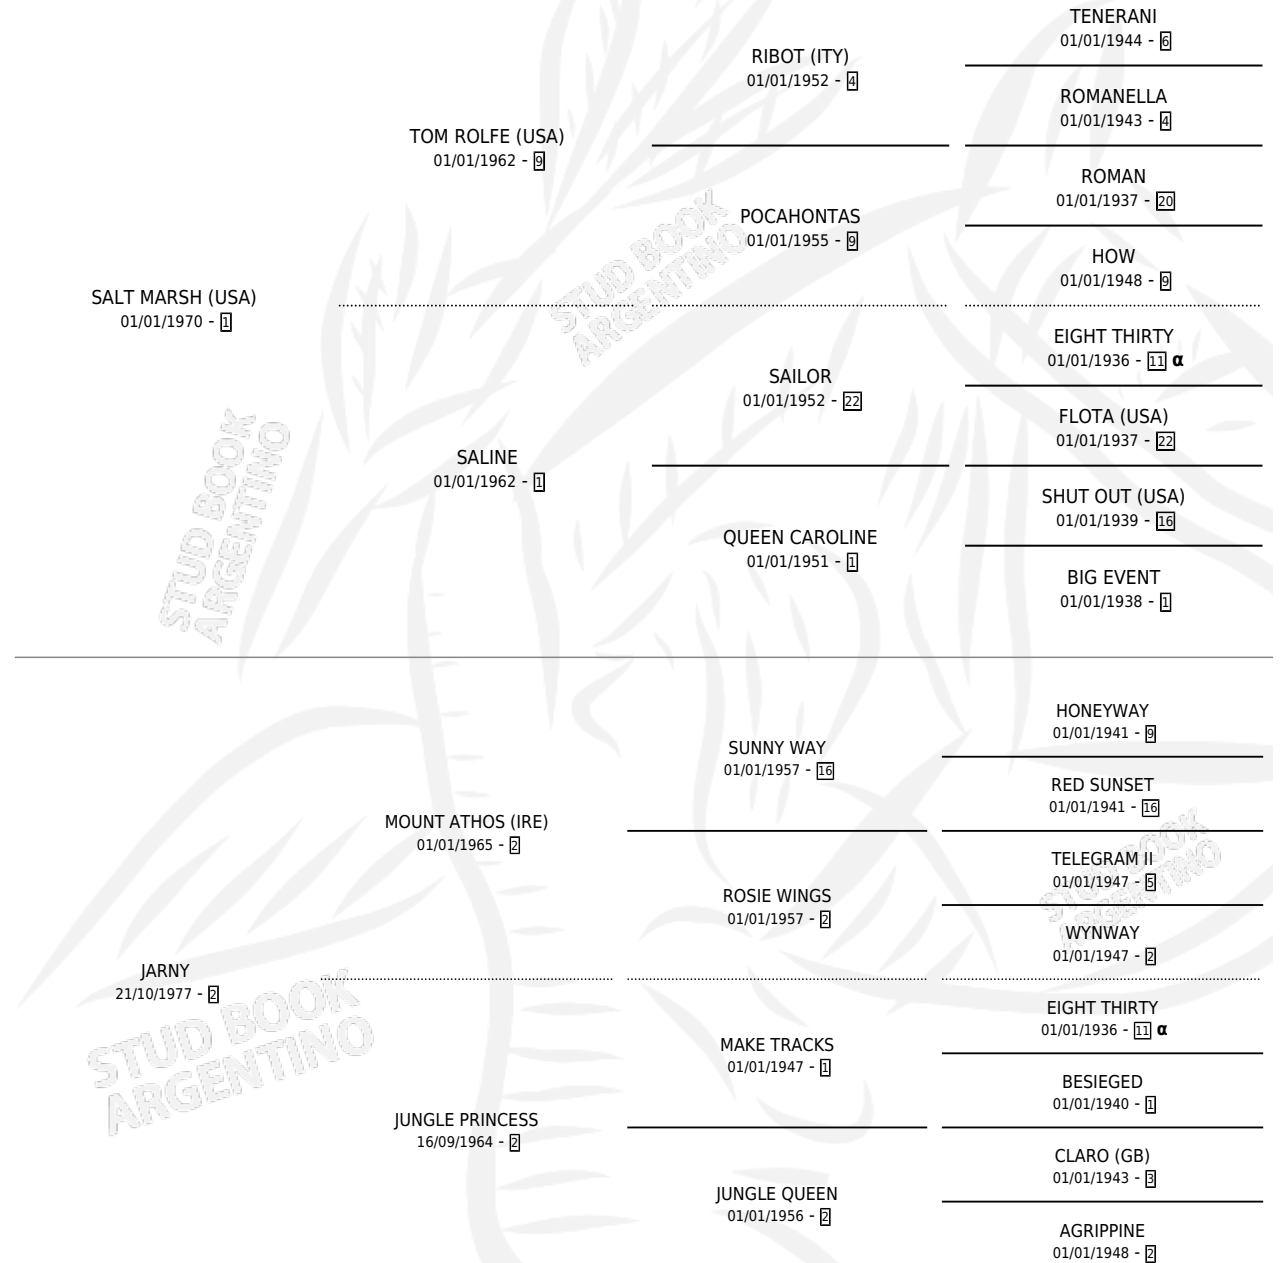 TENERANI
01/01/1944 - 6
RIBOT (ITY)
01/01/1952 - 4
ROMANELLA
01/01/1943 - 4
TOM ROLFE (USA)
01/01/1962 - 9
ROMAN
01/01/1937 - 20
POCAHONTAS
01/01/1955 - 9
HOW
01/01/1948 - 9
SALT MARSH (USA)
01/01/1970 - 1
EIGHT THIRTY
01/01/1936 - 11 α
SAILOR
01/01/1952 - 22
FLOTA (USA)
01/01/1937 - 22
SALINE
01/01/1962 - 1
SHUT OUT (USA)
01/01/1939 - 16
QUEEN CAROLINE
01/01/1951 - 1
BIG EVENT
01/01/1938 - 1
STUD BOOK
ARGENTINO
STUD BOOK
ARGENTINO
HONEYWAY
01/01/1941 - 9
SUNNY WAY
01/01/1957 - 16
RED SUNSET
01/01/1941 - 16
MOUNT ATHOS (IRE)
01/01/1965 - 2
TELEGRAM II
01/01/1947 - 5
ROSIE WINGS
01/01/1957 - 2
WYNWAY
01/01/1947 - 2
JARNY
21/10/1977 - 2
EIGHT THIRTY
01/01/1936 - 11 α
MAKE TRACKS
01/01/1947 - 1
BESIEGED
01/01/1940 - 1
JUNGLE PRINCESS
16/09/1964 - 2
CLARO (GB)
01/01/1943 - 3
JUNGLE QUEEN
01/01/1956 - 2
AGRIPPINE
01/01/1948 - 2
STUD BOOK
ARGENTINO
STUD BOOK
ARGENTINO